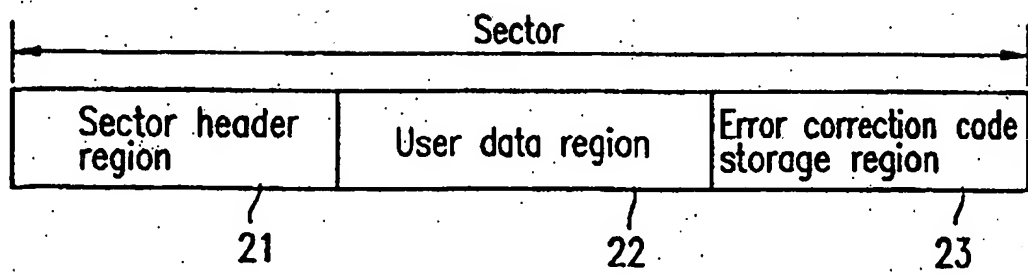 Sector
Sector header
region
User data region
Error correction code
storage region
21
22
23